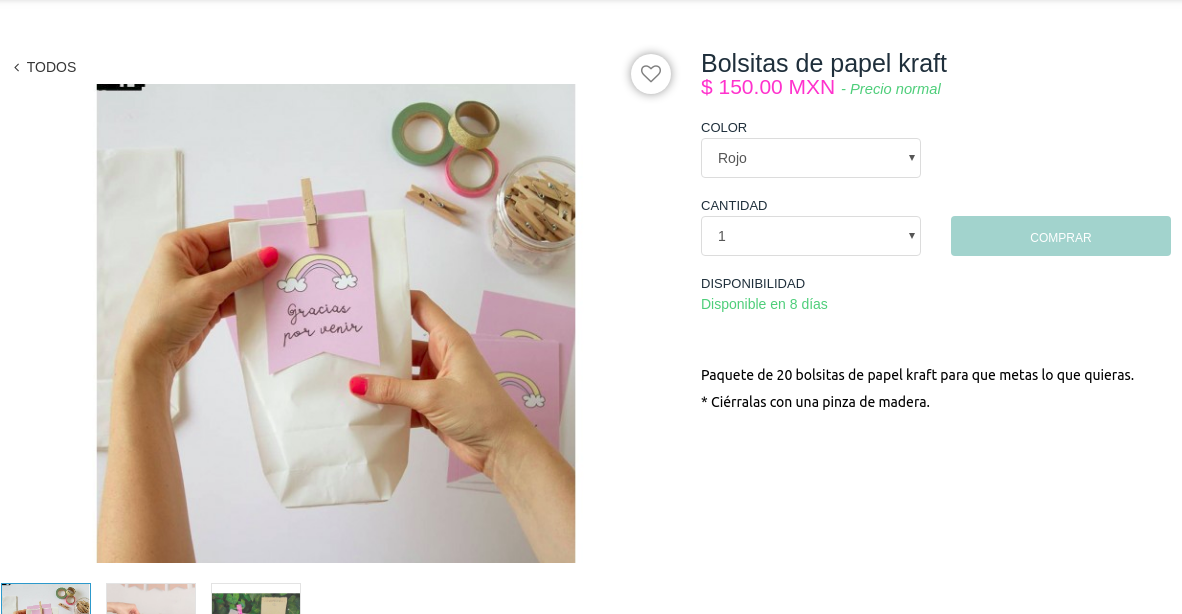 TODOS
Bolsitas de papel kraft
$ 150.00 MXN - Precio normal
COLOR
Rojo
CANTIDAD
1
COMPRAR
DISPONIBILIDAD
Disponible en 8 días
Paquete de 20 bolsitas de papel kraft para que metas lo que quieras.
* Ciérralas con una pinza de madera.
Gracias
por venir